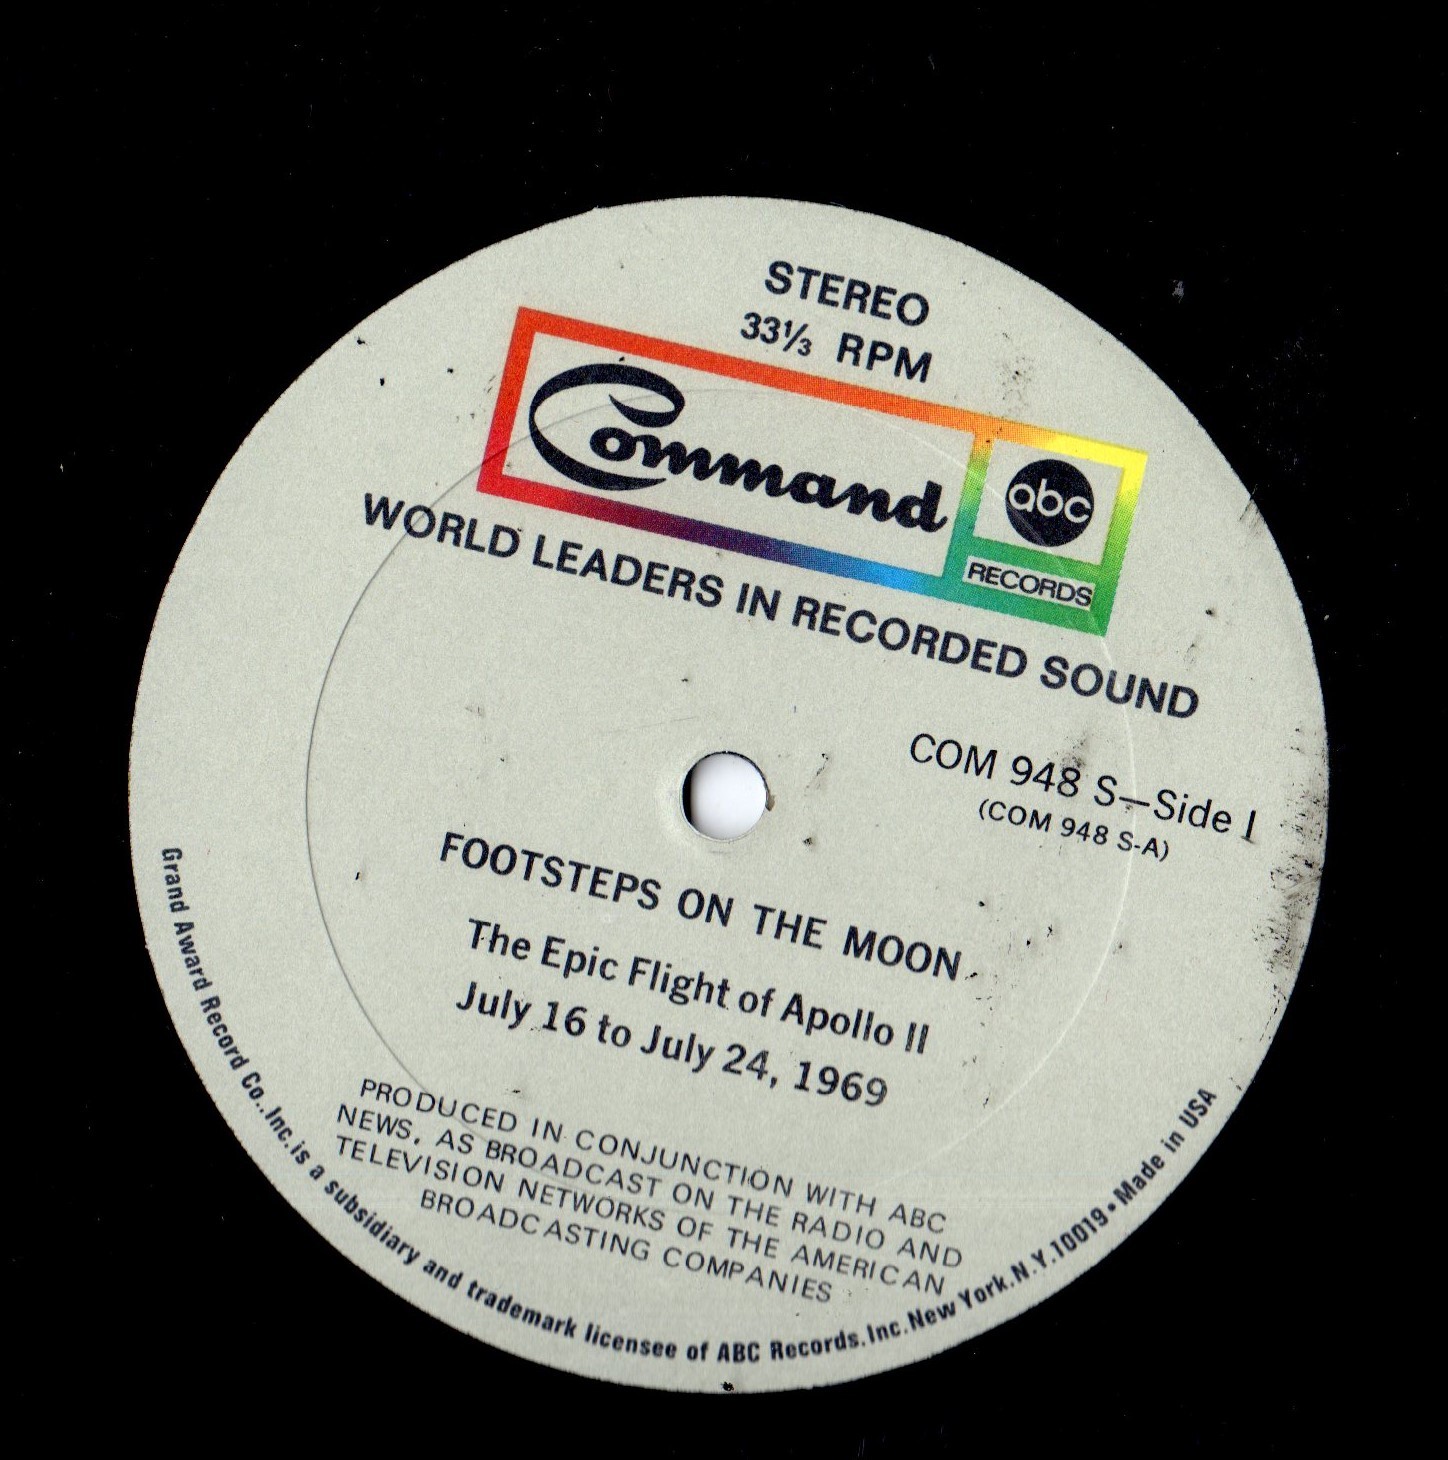 STEREO
33⅓ RPM
Command
abc
RECORDS
WORLD LEADERS IN RECORDED SOUND
COM 948 S—Side I
(COM 948 S-A)
FOOTSTEPS ON THE MOON
The Epic Flight of Apollo II
July 16 to July 24, 1969
PRODUCED IN CONJUNCTION WITH ABC
NEWS, AS BROADCAST ON THE RADIO AND
TELEVISION NETWORKS OF THE AMERICAN
BROADCASTING COMPANIES
Grand Award Record Co., Inc. is a subsidiary and trademark licensee of ABC Records. Inc. New York. N.Y. 10019 • Made in USA